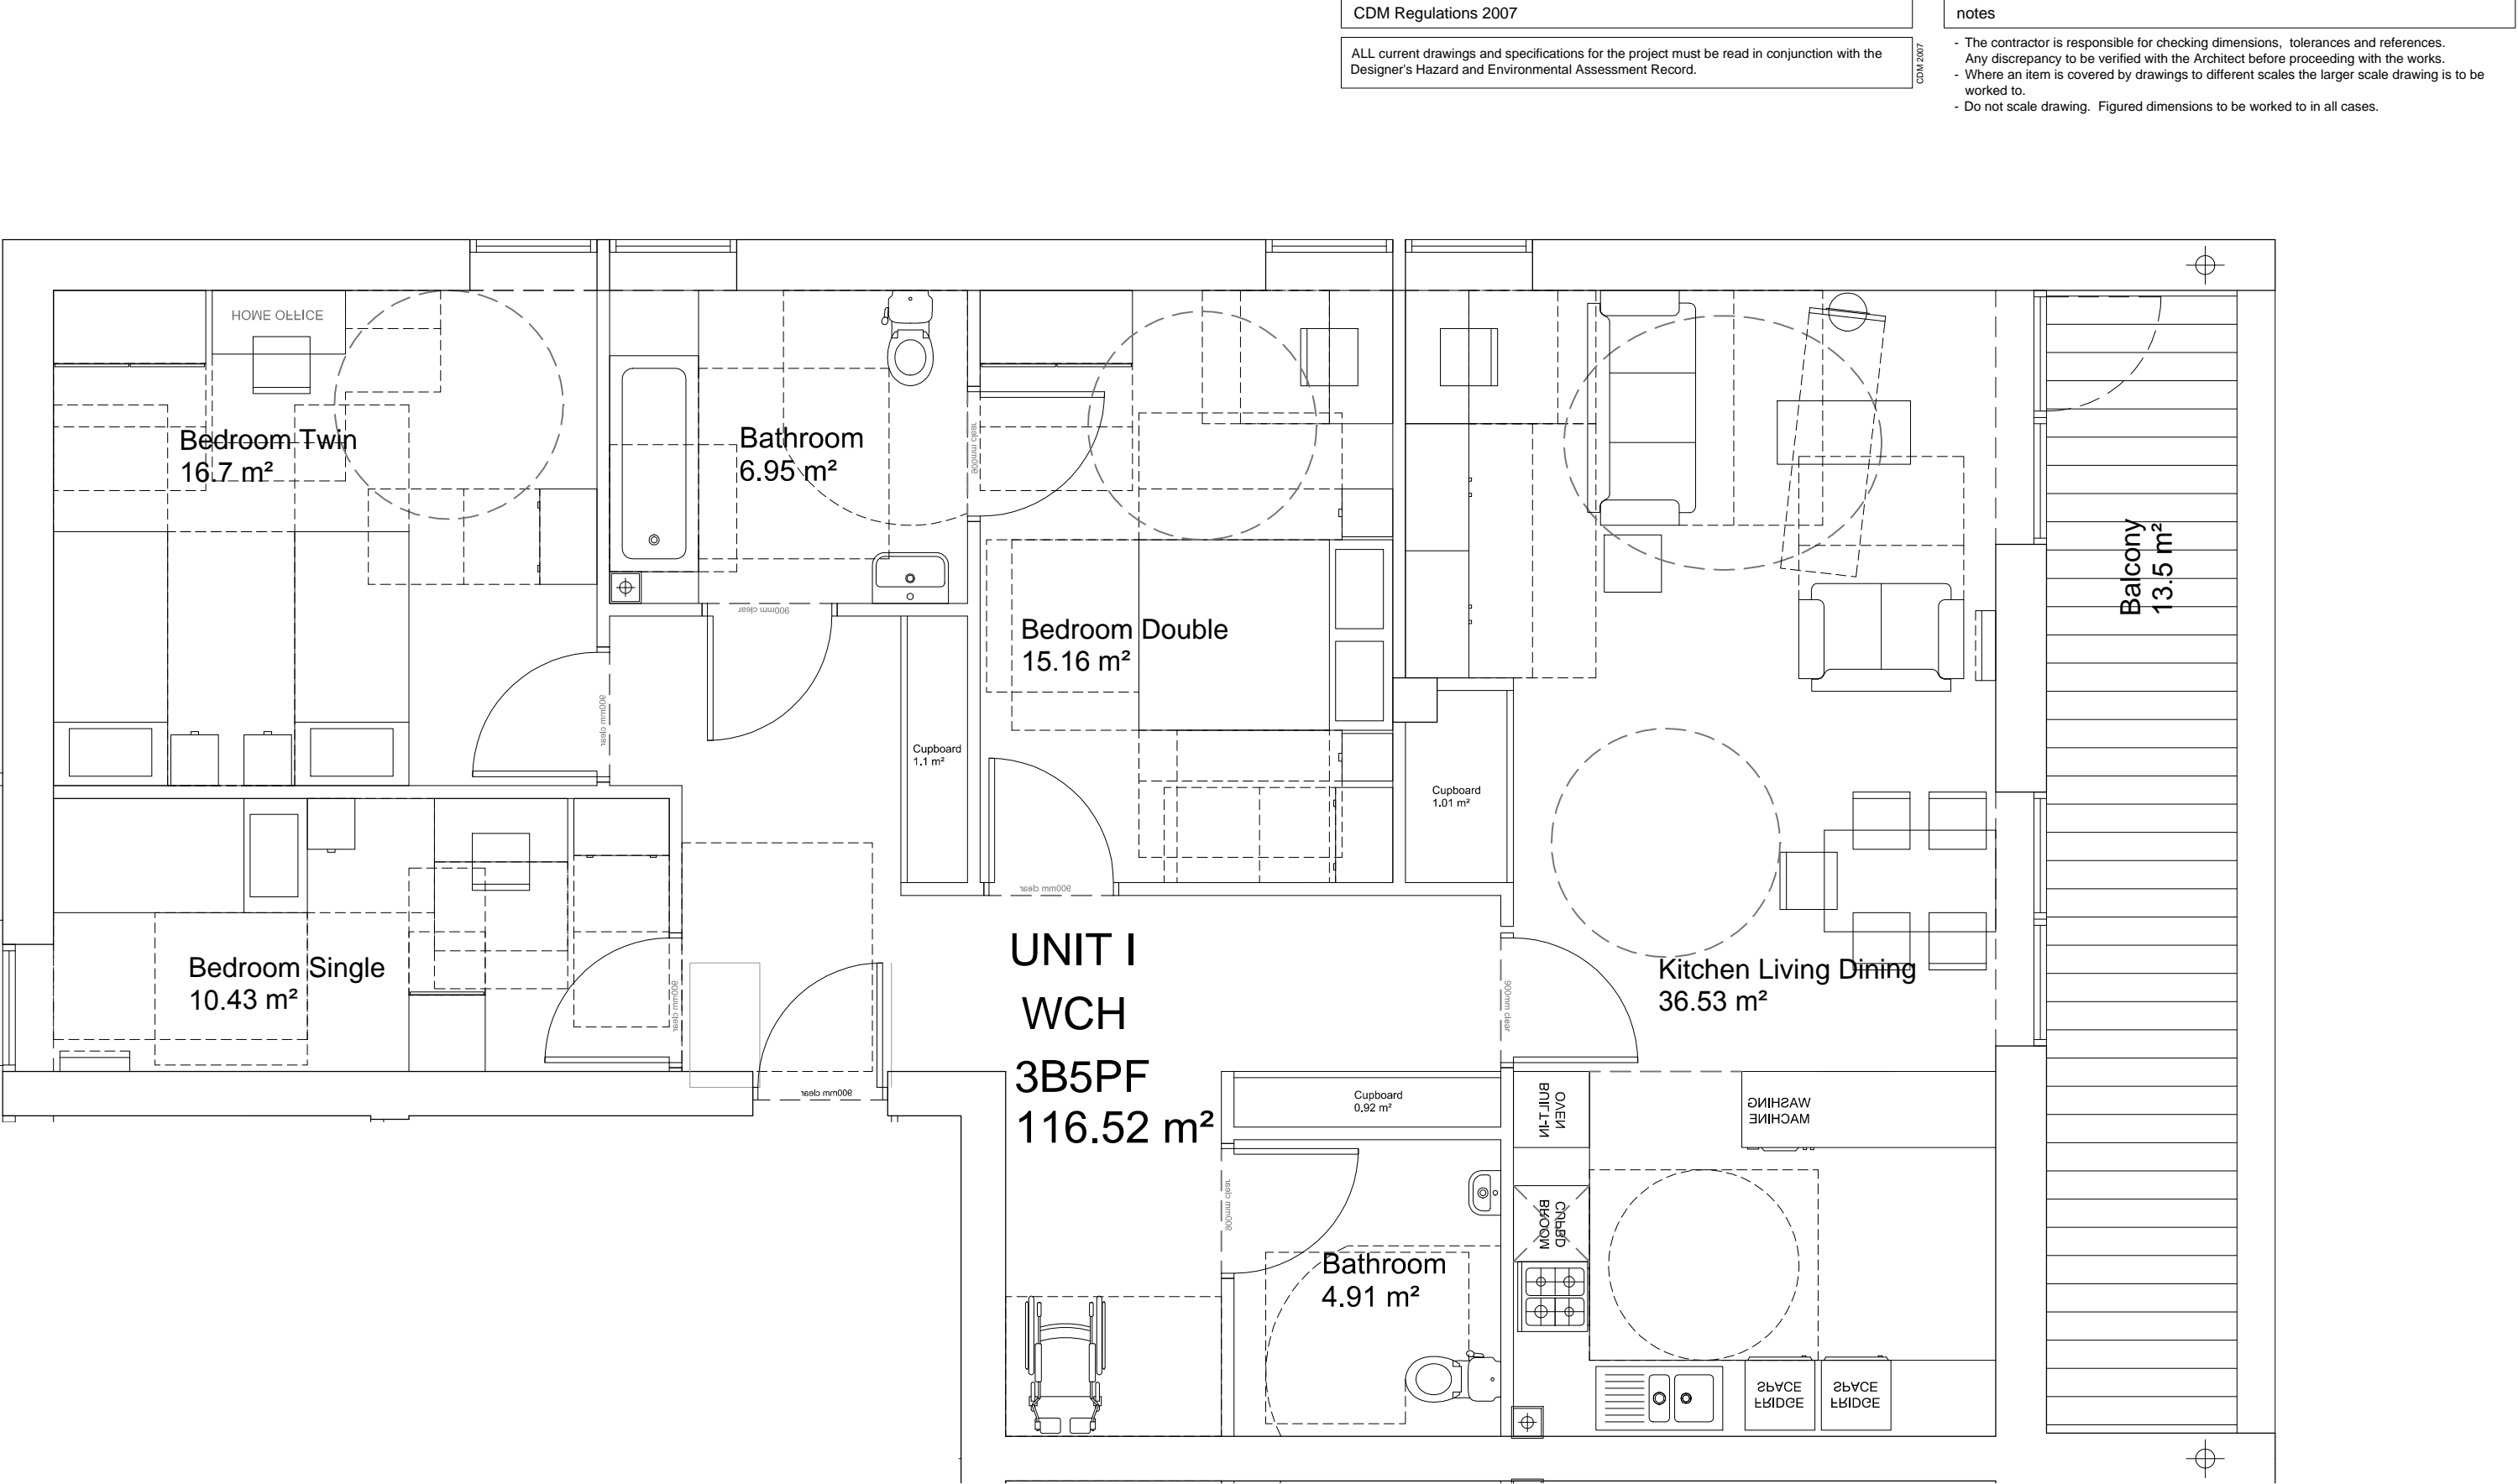 CDM Regulations 2007
ALL current drawings and specifications for the project must be read in conjunction with the
Designer's Hazard and Environmental Assessment Record.
CDM 2007
notes
- The contractor is responsible for checking dimensions, tolerances and references.
Any discrepancy to be verified with the Architect before proceeding with the works.
- Where an item is covered by drawings to different scales the larger scale drawing is to be
worked to.
- Do not scale drawing. Figured dimensions to be worked to in all cases.
HOME OFFICE
Bedroom Twin
16.7 m²
Bathroom
6.95 m²
900mm clear
900mm clear
Bedroom Double
15.16 m²
Balcony
13.5 m²
900mm clear
Cupboard
1.1 m²
Cupboard
1.01 m²
900mm clear
Bedroom Single
10.43 m²
900mm clear
900mm clear
UNIT I
WCH
3B5PF
116.52 m²
900mm clear
Kitchen Living Dining
36.53 m²
Cupboard
0.92 m²
BUILT-IN
OVEN
WASHING
MACHINE
900mm clear
BROOM
CUPBD
Bathroom
4.91 m²
FRIDGE
SPACE
FRIDGE
SPACE